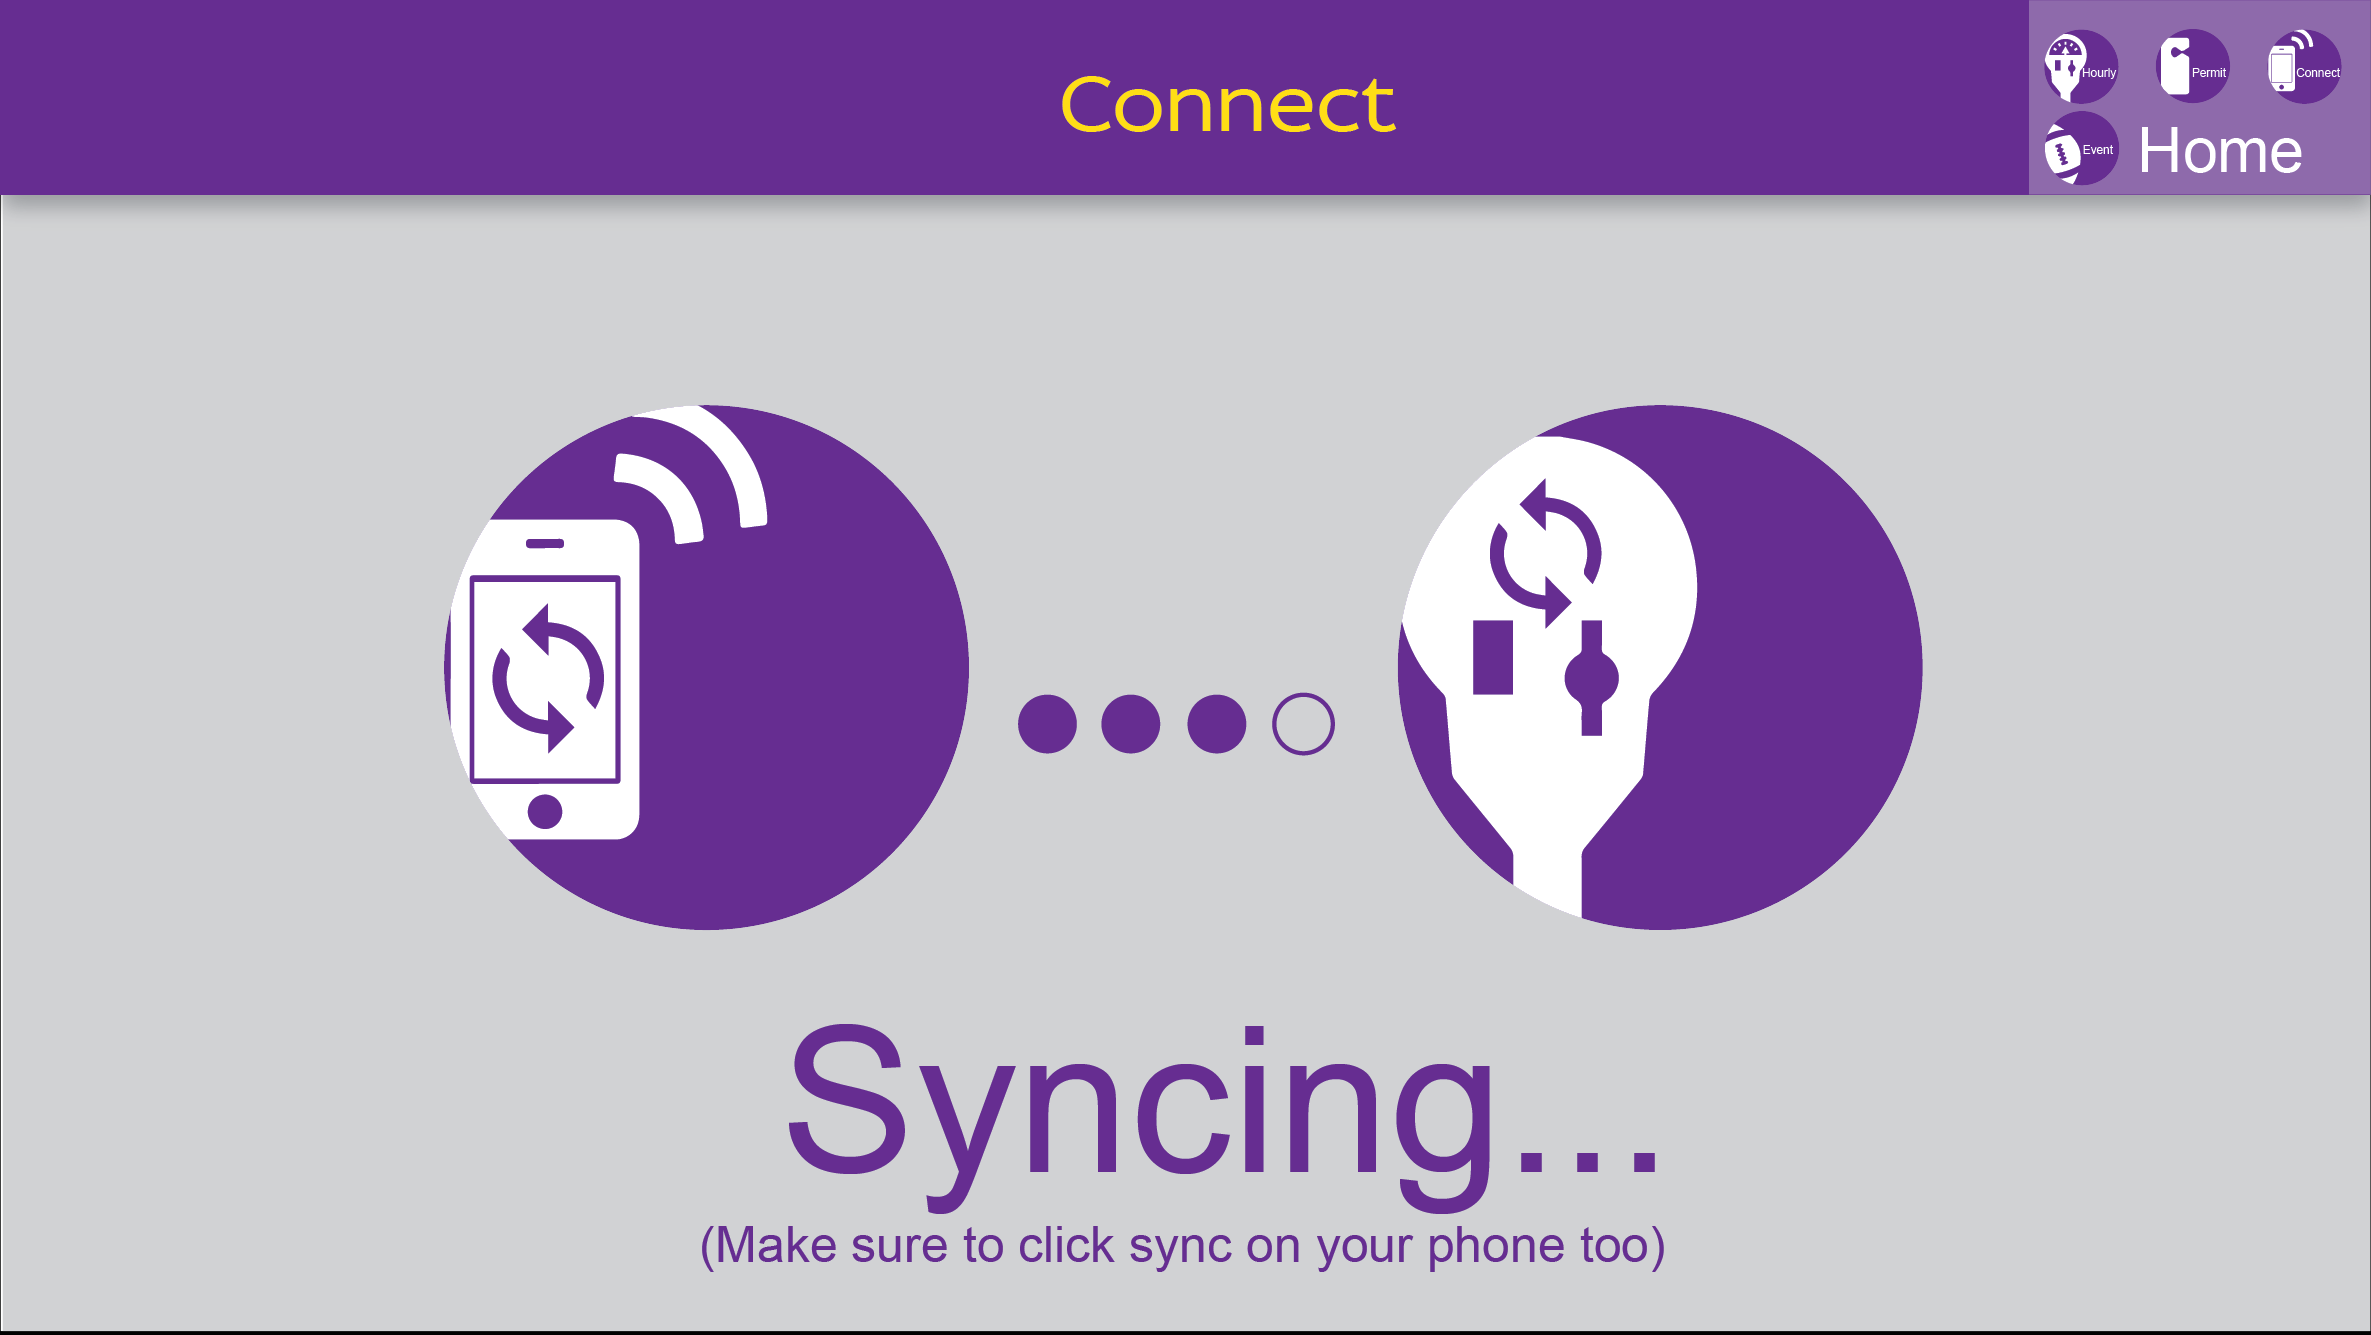 Connect
Hourly
Permit
Connect
Event
Home
Syncing...
(Make sure to click sync on your phone too)